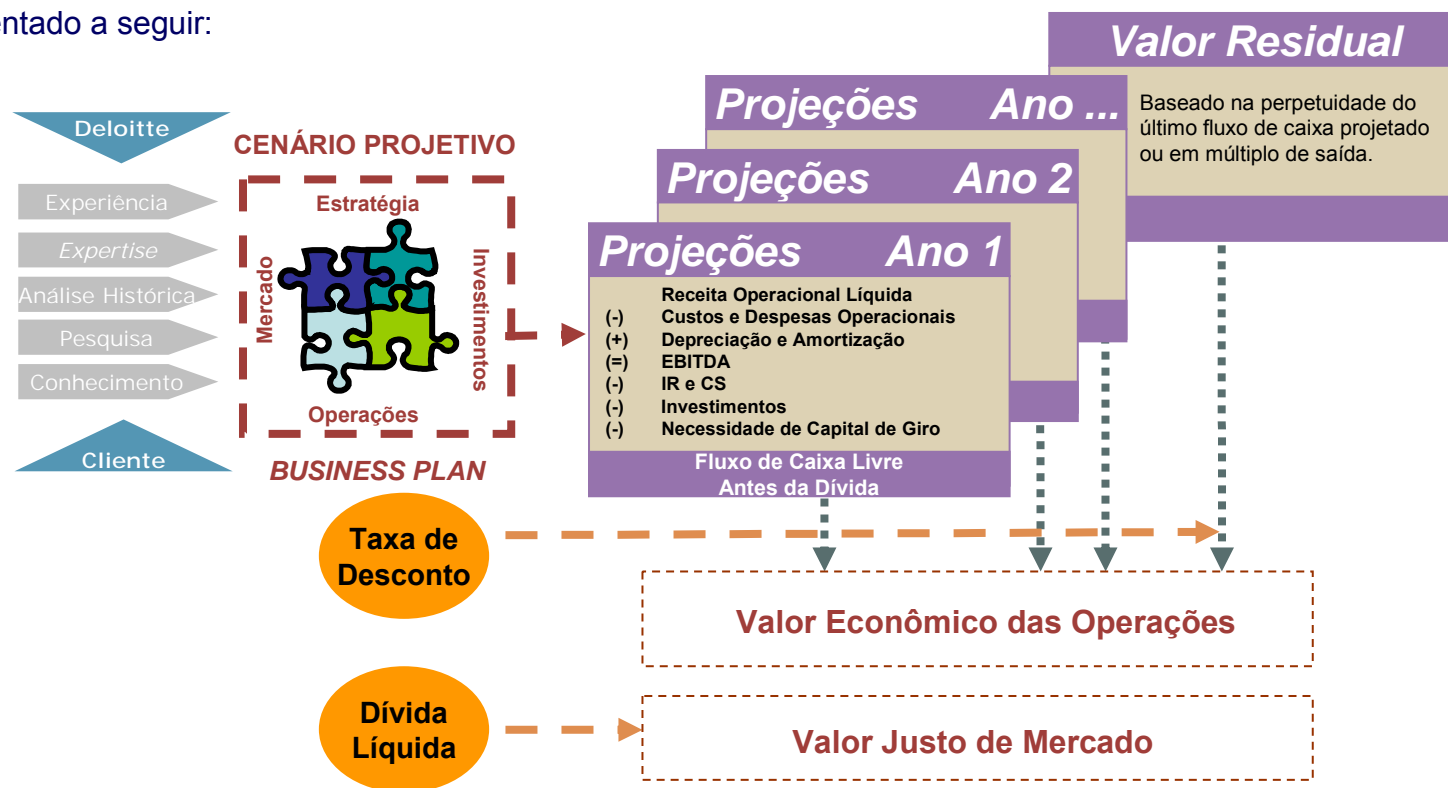 entado a seguir:
Deloitte
Experiência
Expertise
Análise Histórica
Pesquisa
Conhecimento
Cliente
CENÁRIO PROJETIVO
Estratégia
Mercado
Investimentos
Operações
BUSINESS PLAN
Projeções Ano 1
Receita Operacional Líquida
(-) Custos e Despesas Operacionais
(+) Depreciação e Amortização
(=) EBITDA
(-) IR e CS
(-) Investimentos
(-) Necessidade de Capital de Giro
Fluxo de Caixa Livre
Antes da Dívida
Projeções Ano 2
Projeções Ano ...
Valor Residual
Baseado na perpetuidade do
último fluxo de caixa projetado
ou em múltiplo de saída.
Taxa de
Desconto
Valor Econômico das Operações
Dívida
Líquida
Valor Justo de Mercado